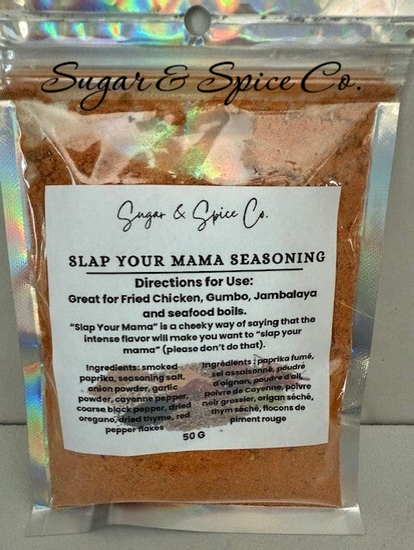 Sugar & Spice Co.
Sugar & Spice Co.
SLAP YOUR MAMA SEASONING
Directions for Use:
Great for Fried Chicken, Gumbo, Jambalaya
and seafood boils.
"Slap Your Mama" is a cheeky way of saying that the
intense flavor will make you want to "slap your
mama" (please don't do that).
Ingredients: smoked
paprika, seasoning salt,
onion powder, garlic
powder, cayenne pepper,
coarse black pepper, dried
oregano, dried thyme, red
pepper flakes
Ingrédients : paprika fumé,
sel assaisonné, poudre
d'oignon, poudre d'ail,
poivre de Cayenne, poivre
noir grossier, origan séché,
thym séché, flocons de
piment rouge
50 G